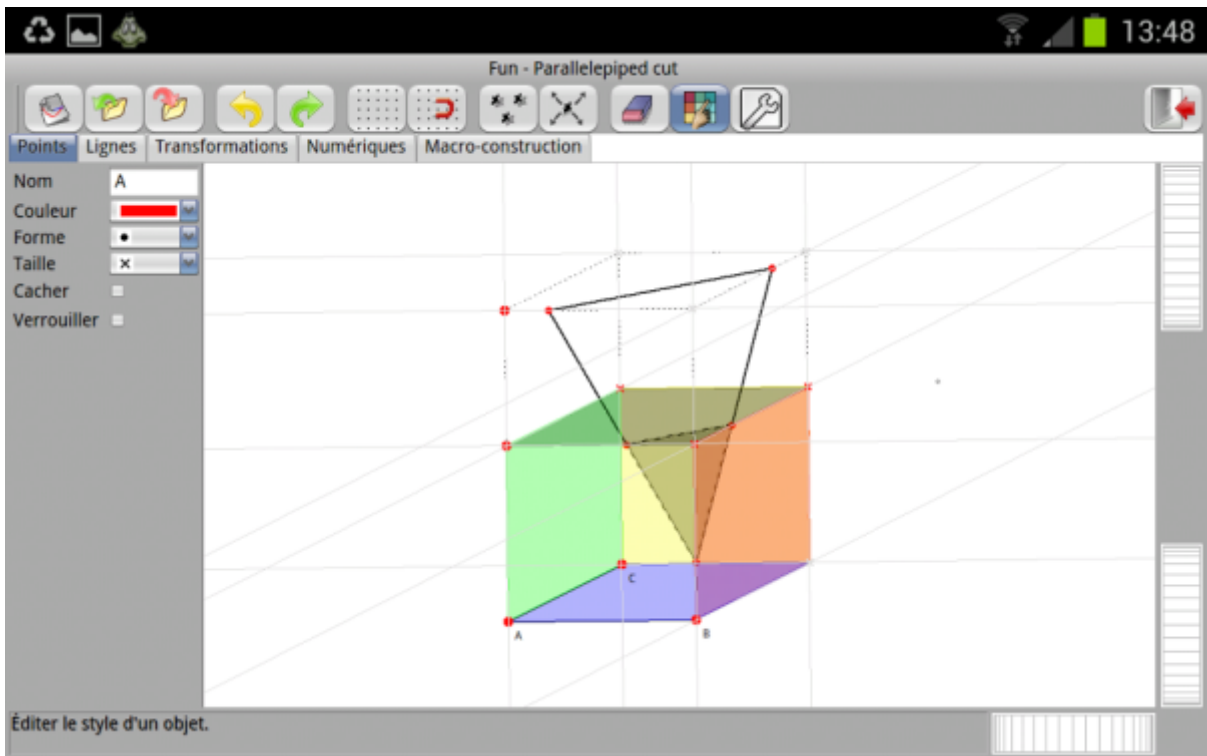 13:48
Fun - Parallelepiped cut
Points Lignes Transformations Numériques Macro-construction
Nom A
Couleur
Forme
Taille
Cacher
Verrouiller
C
A B
Éditer le style d'un objet.